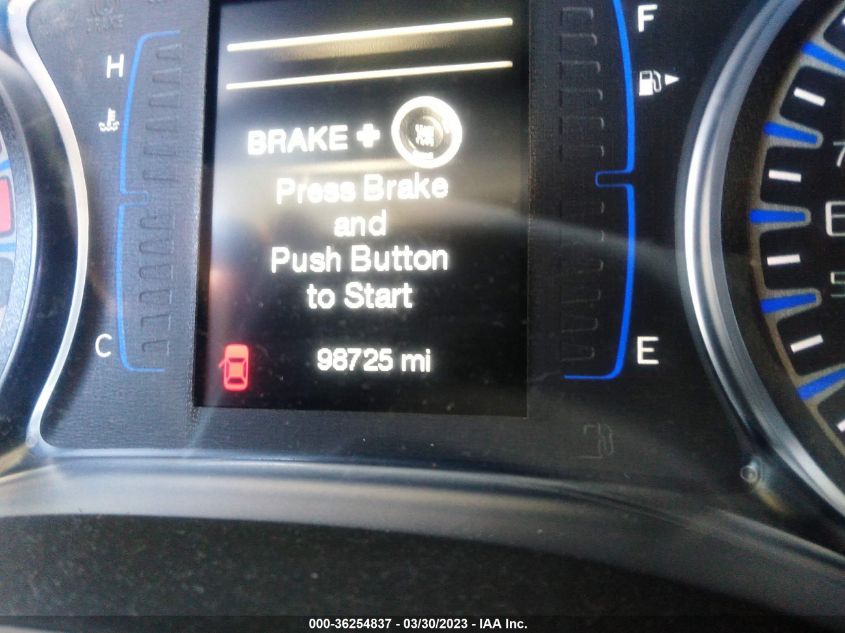 H
F
BRAKE +
Press Brake
and
Push Button
to Start
C
E
98725 mi
000-36254837 - 03/30/2023 - IAA Inc.